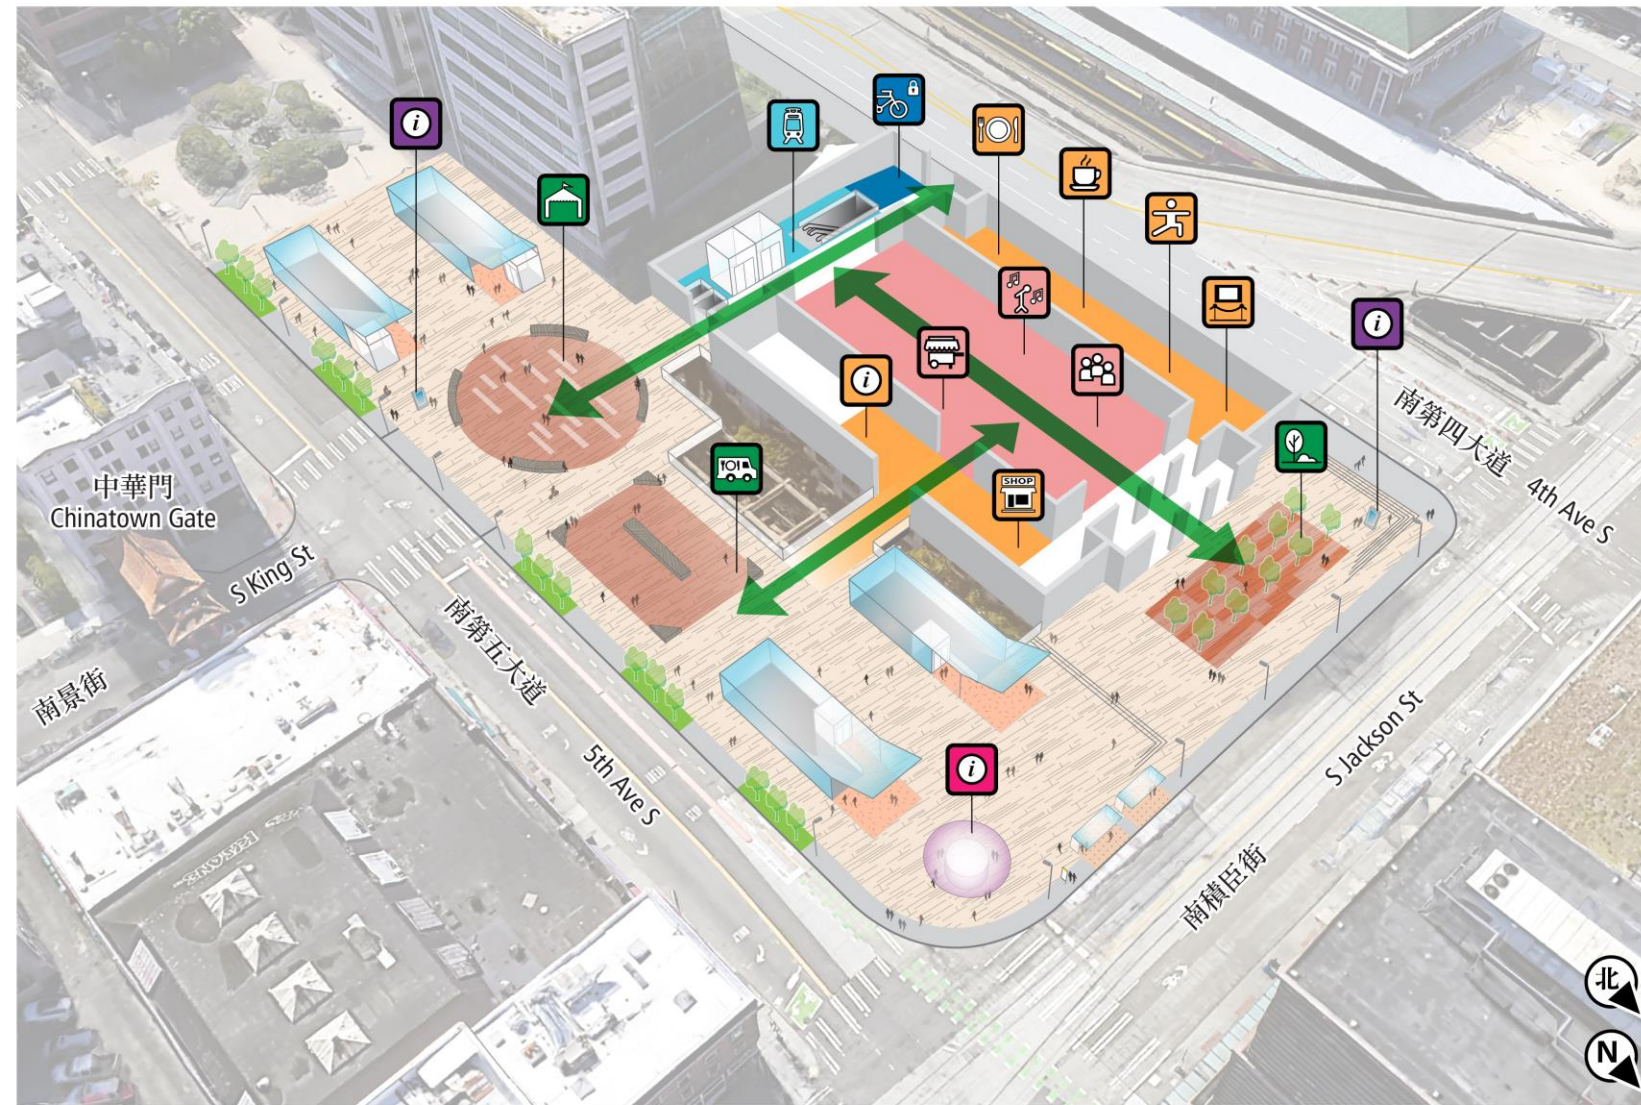 i
i
i
i
SHOP
中華門
Chinatown Gate
S King St
南景街
南第五大道
5th Ave S
南第四大道
4th Ave S
S Jackson St
南積臣街
北
N